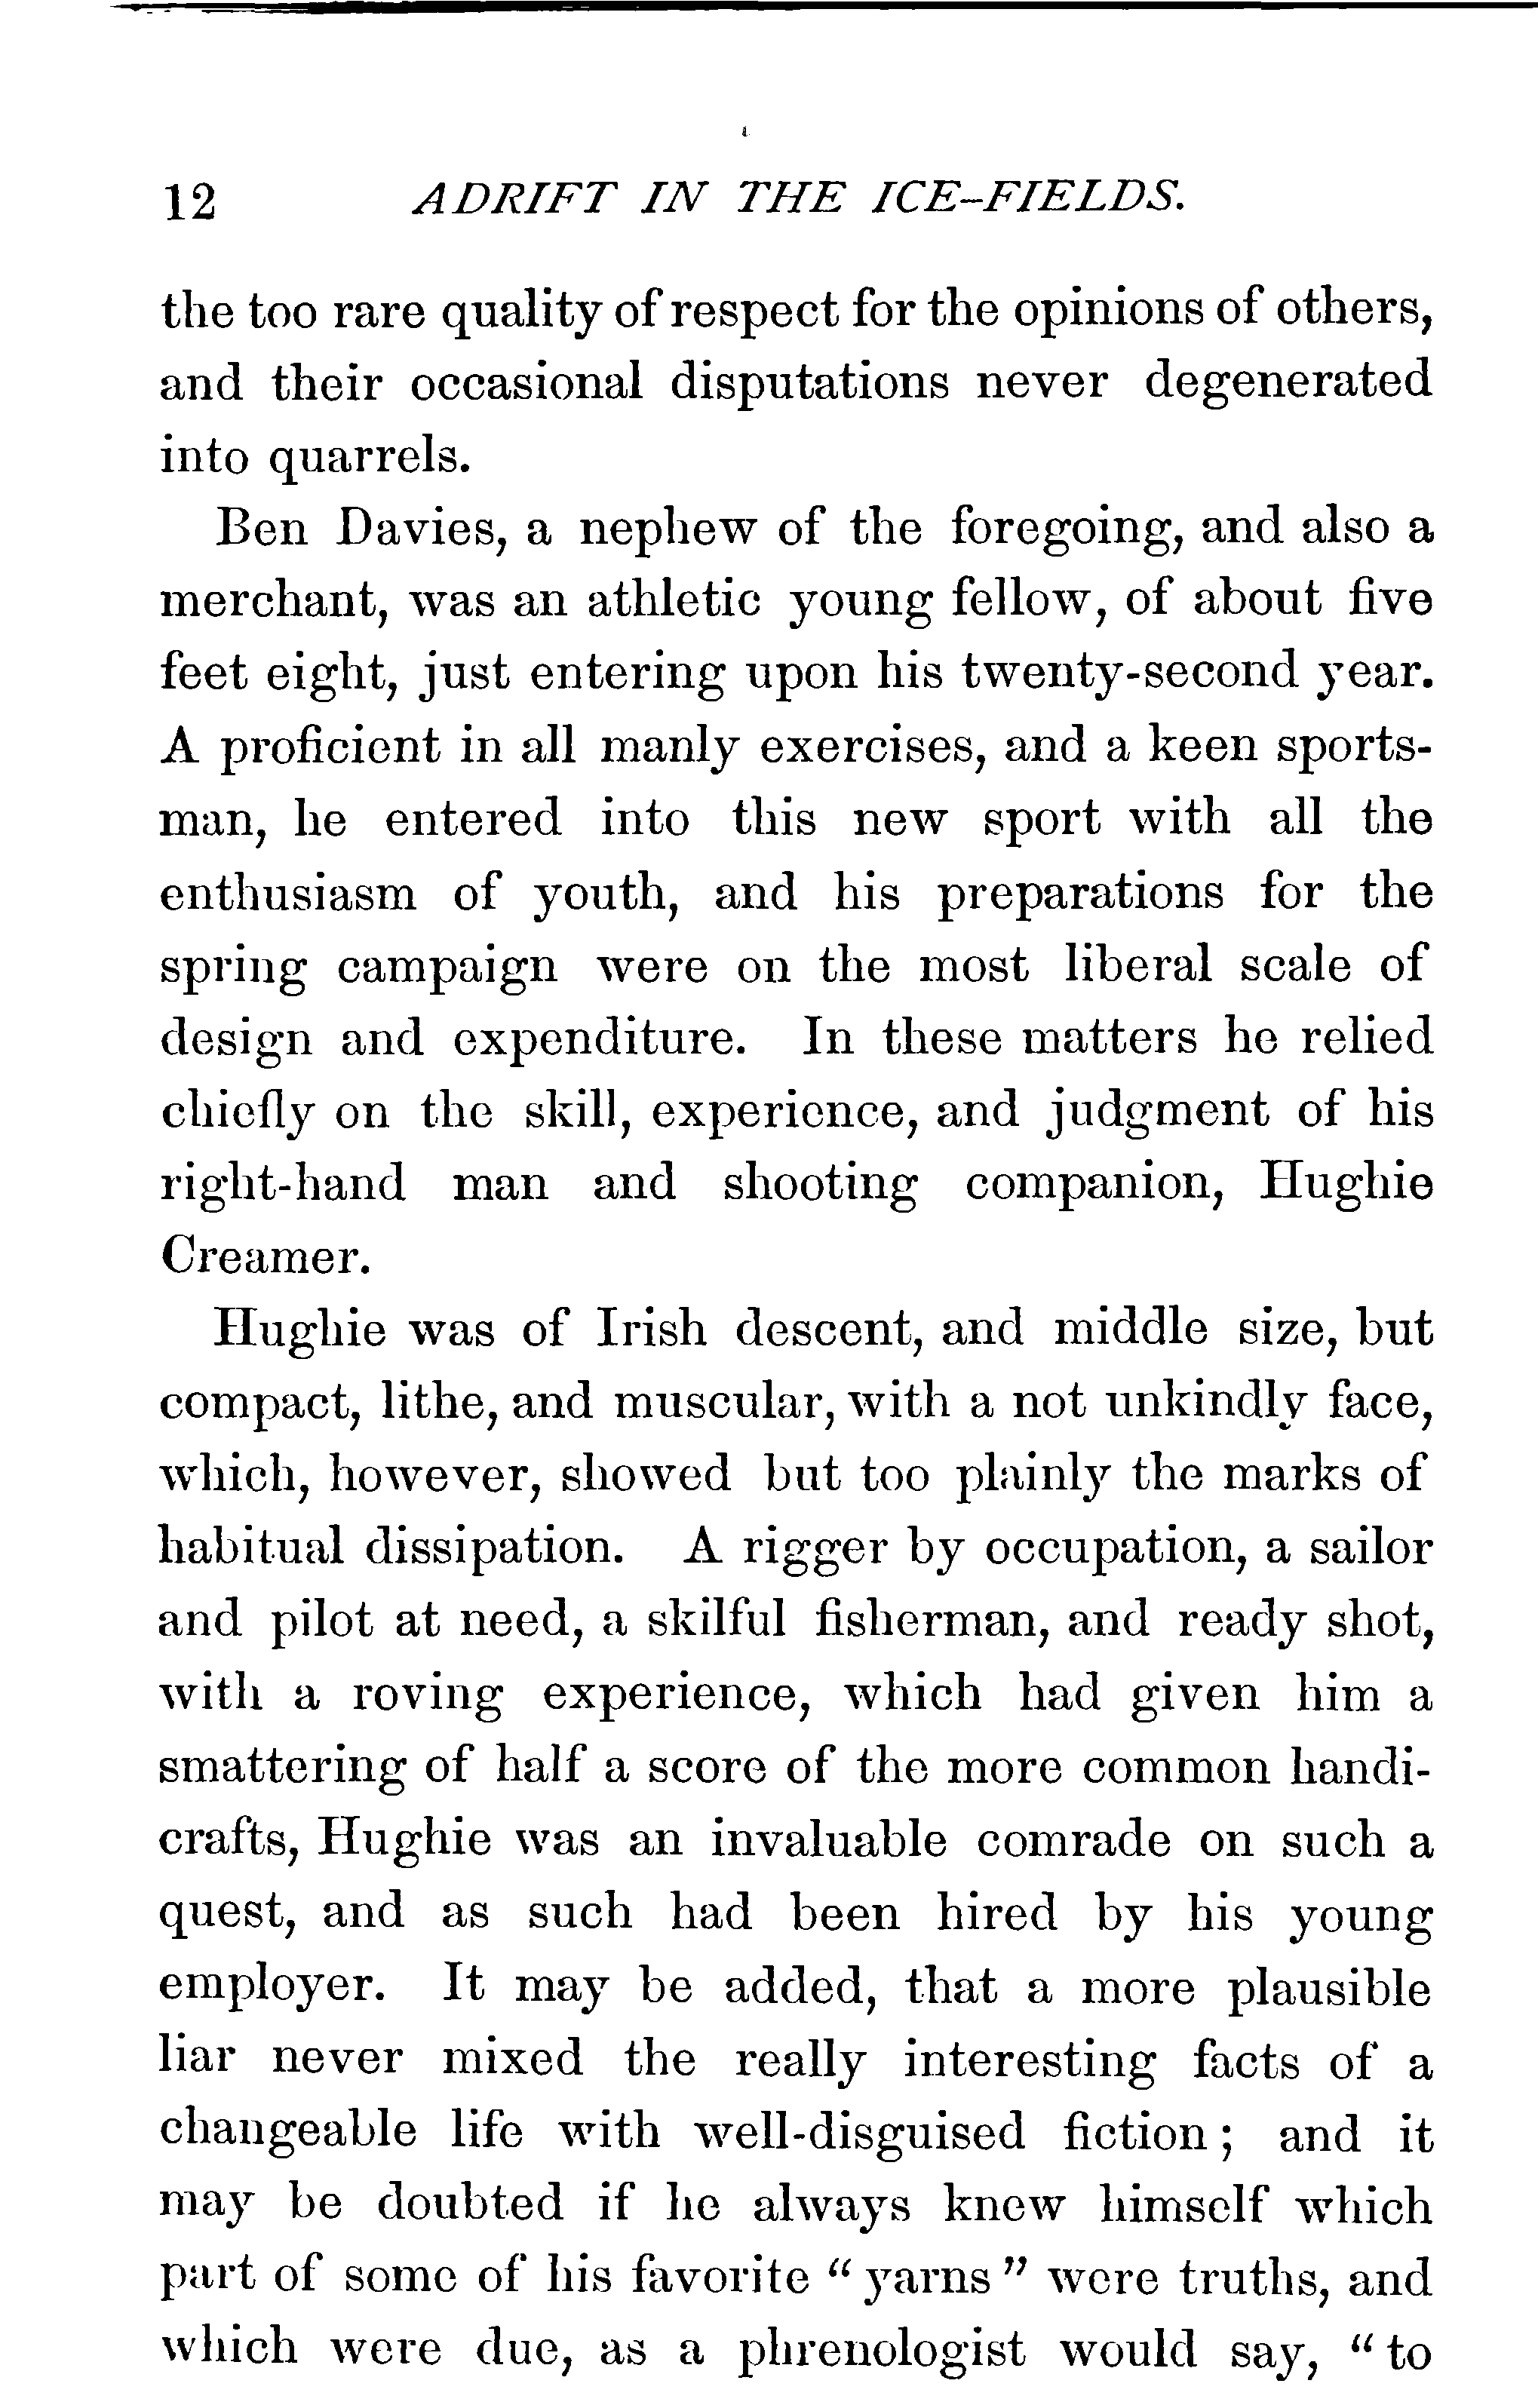 12 ADRIFT IN THE ICE-FIELDS.
the too rare quality of respect for the opinions of others,
and their occasional disputations never degenerated
into quarrels.
Ben Davies, a nephew of the foregoing, and also a
merchant, was an athletic young fellow, of about five
feet eight, just entering upon his twenty-second year.
A proficient in all manly exercises, and a keen sports-
man, he entered into this new sport with all the
enthusiasm of youth, and his preparations for the
spring campaign were on the most liberal scale of
design and expenditure. In these matters he relied
chiefly on the skill, experience, and judgment of his
right-hand man and shooting companion, Hughie
Creamer.
Hughie was of Irish descent, and middle size, but
compact, lithe, and muscular, with a not unkindly face,
which, however, showed but too plainly the marks of
habitual dissipation. A rigger by occupation, a sailor
and pilot at need, a skilful fisherman, and ready shot,
with a roving experience, which had given him a
smattering of half a score of the more common handi-
crafts, Hughie was an invaluable comrade on such a
quest, and as such had been hired by his young
employer. It may be added, that a more plausible
liar never mixed the really interesting facts of a
changeable life with well-disguised fiction; and it
may be doubted if he always knew himself which
part of some of his favorite "yarns" were truths, and
which were due, as a phrenologist would say, "to